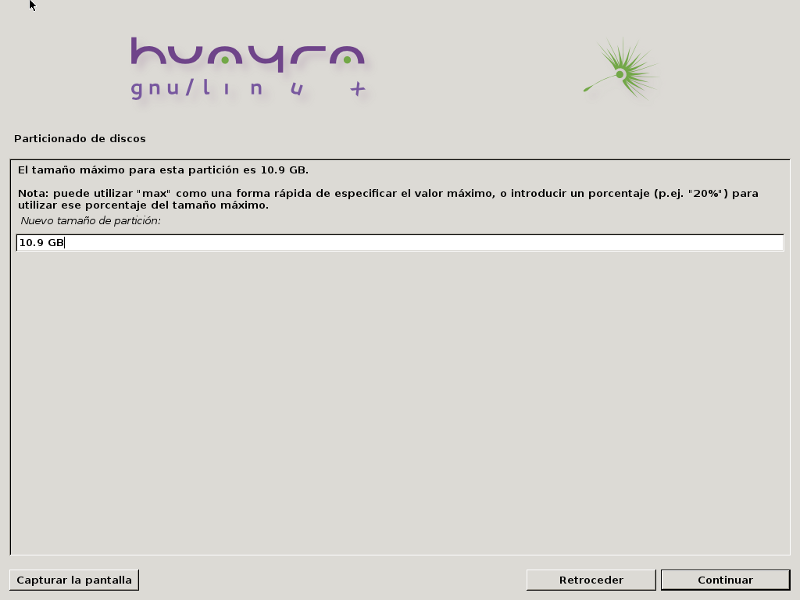 huayra
gnu/linux +
Particionado de discos
El tamaño máximo para esta partición es 10.9 GB.
Nota: puede utilizar "max" como una forma rápida de especificar el valor máximo, o introducir un porcentaje (p.ej. "20%") para
utilizar ese porcentaje del tamaño máximo.
Nuevo tamaño de partición:
10.9 GB
Capturar la pantalla
Retroceder
Continuar